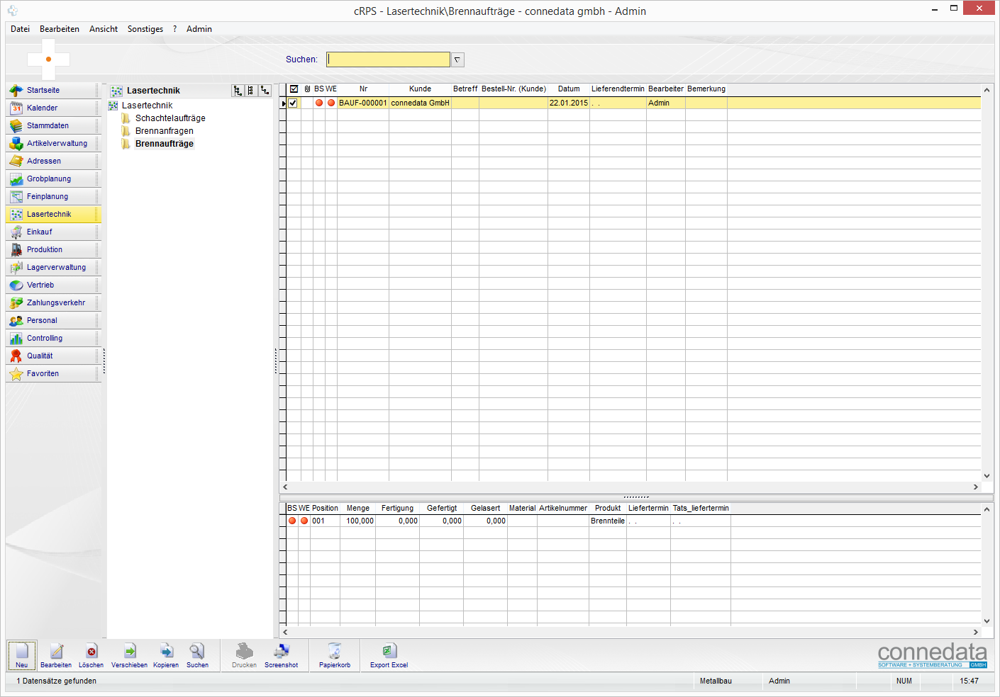 cRPS - Lasertechnik\Brennaufträge - connedata gmbh - Admin
Datei Bearbeiten Ansicht Sonstiges ? Admin
Suchen:
Startseite
Kalender
Stammdaten
Artikelverwaltung
Adressen
Grobplanung
Feinplanung
Lasertechnik
Einkauf
Produktion
Lagerverwaltung
Vertrieb
Zahlungsverkehr
Personal
Controlling
Qualität
Favoriten
Lasertechnik
Lasertechnik
Schachtelaufträge
Brennanfragen
Brennaufträge
BS WE Nr Kunde Betreff Bestell-Nr. (Kunde) Datum Lieferendtermin Bearbeiter Bemerkung
BAUF-000001 connedata GmbH 22.01.2015 . . Admin
BS WE Position Menge Fertigung Gefertigt Gelasert Material Artikelnummer Produkt Liefertermin Tats_liefertermin
001 100,000 0,000 0,000 0,000 Brennteile . . . .
Neu Bearbeiten Löschen Verschieben Kopieren Suchen Drucken Screenshot Papierkorb Export Excel
connedata
SOFTWARE + SYSTEMBERATUNG GMBH
1 Datensätze gefunden Metallbau Admin NUM 15:47